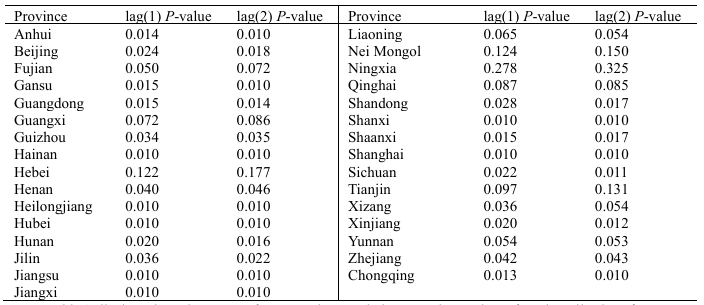 Province lag(1) P-value lag(2) P-value Province lag(1) P-value lag(2) P-value
Anhui 0.014 0.010 Liaoning 0.065 0.054
Beijing 0.024 0.018 Nei Mongol 0.124 0.150
Fujian 0.050 0.072 Ningxia 0.278 0.325
Gansu 0.015 0.010 Qinghai 0.087 0.085
Guangdong 0.015 0.014 Shandong 0.028 0.017
Guangxi 0.072 0.086 Shanxi 0.010 0.010
Guizhou 0.034 0.035 Shaanxi 0.015 0.017
Hainan 0.010 0.010 Shanghai 0.010 0.010
Hebei 0.122 0.177 Sichuan 0.022 0.011
Henan 0.040 0.046 Tianjin 0.097 0.131
Heilongjiang 0.010 0.010 Xizang 0.036 0.054
Hubei 0.010 0.010 Xinjiang 0.020 0.012
Hunan 0.020 0.016 Yunnan 0.054 0.053
Jilin 0.036 0.022 Zhejiang 0.042 0.043
Jiangsu 0.010 0.010 Chongqing 0.013 0.010
Jiangxi 0.010 0.010